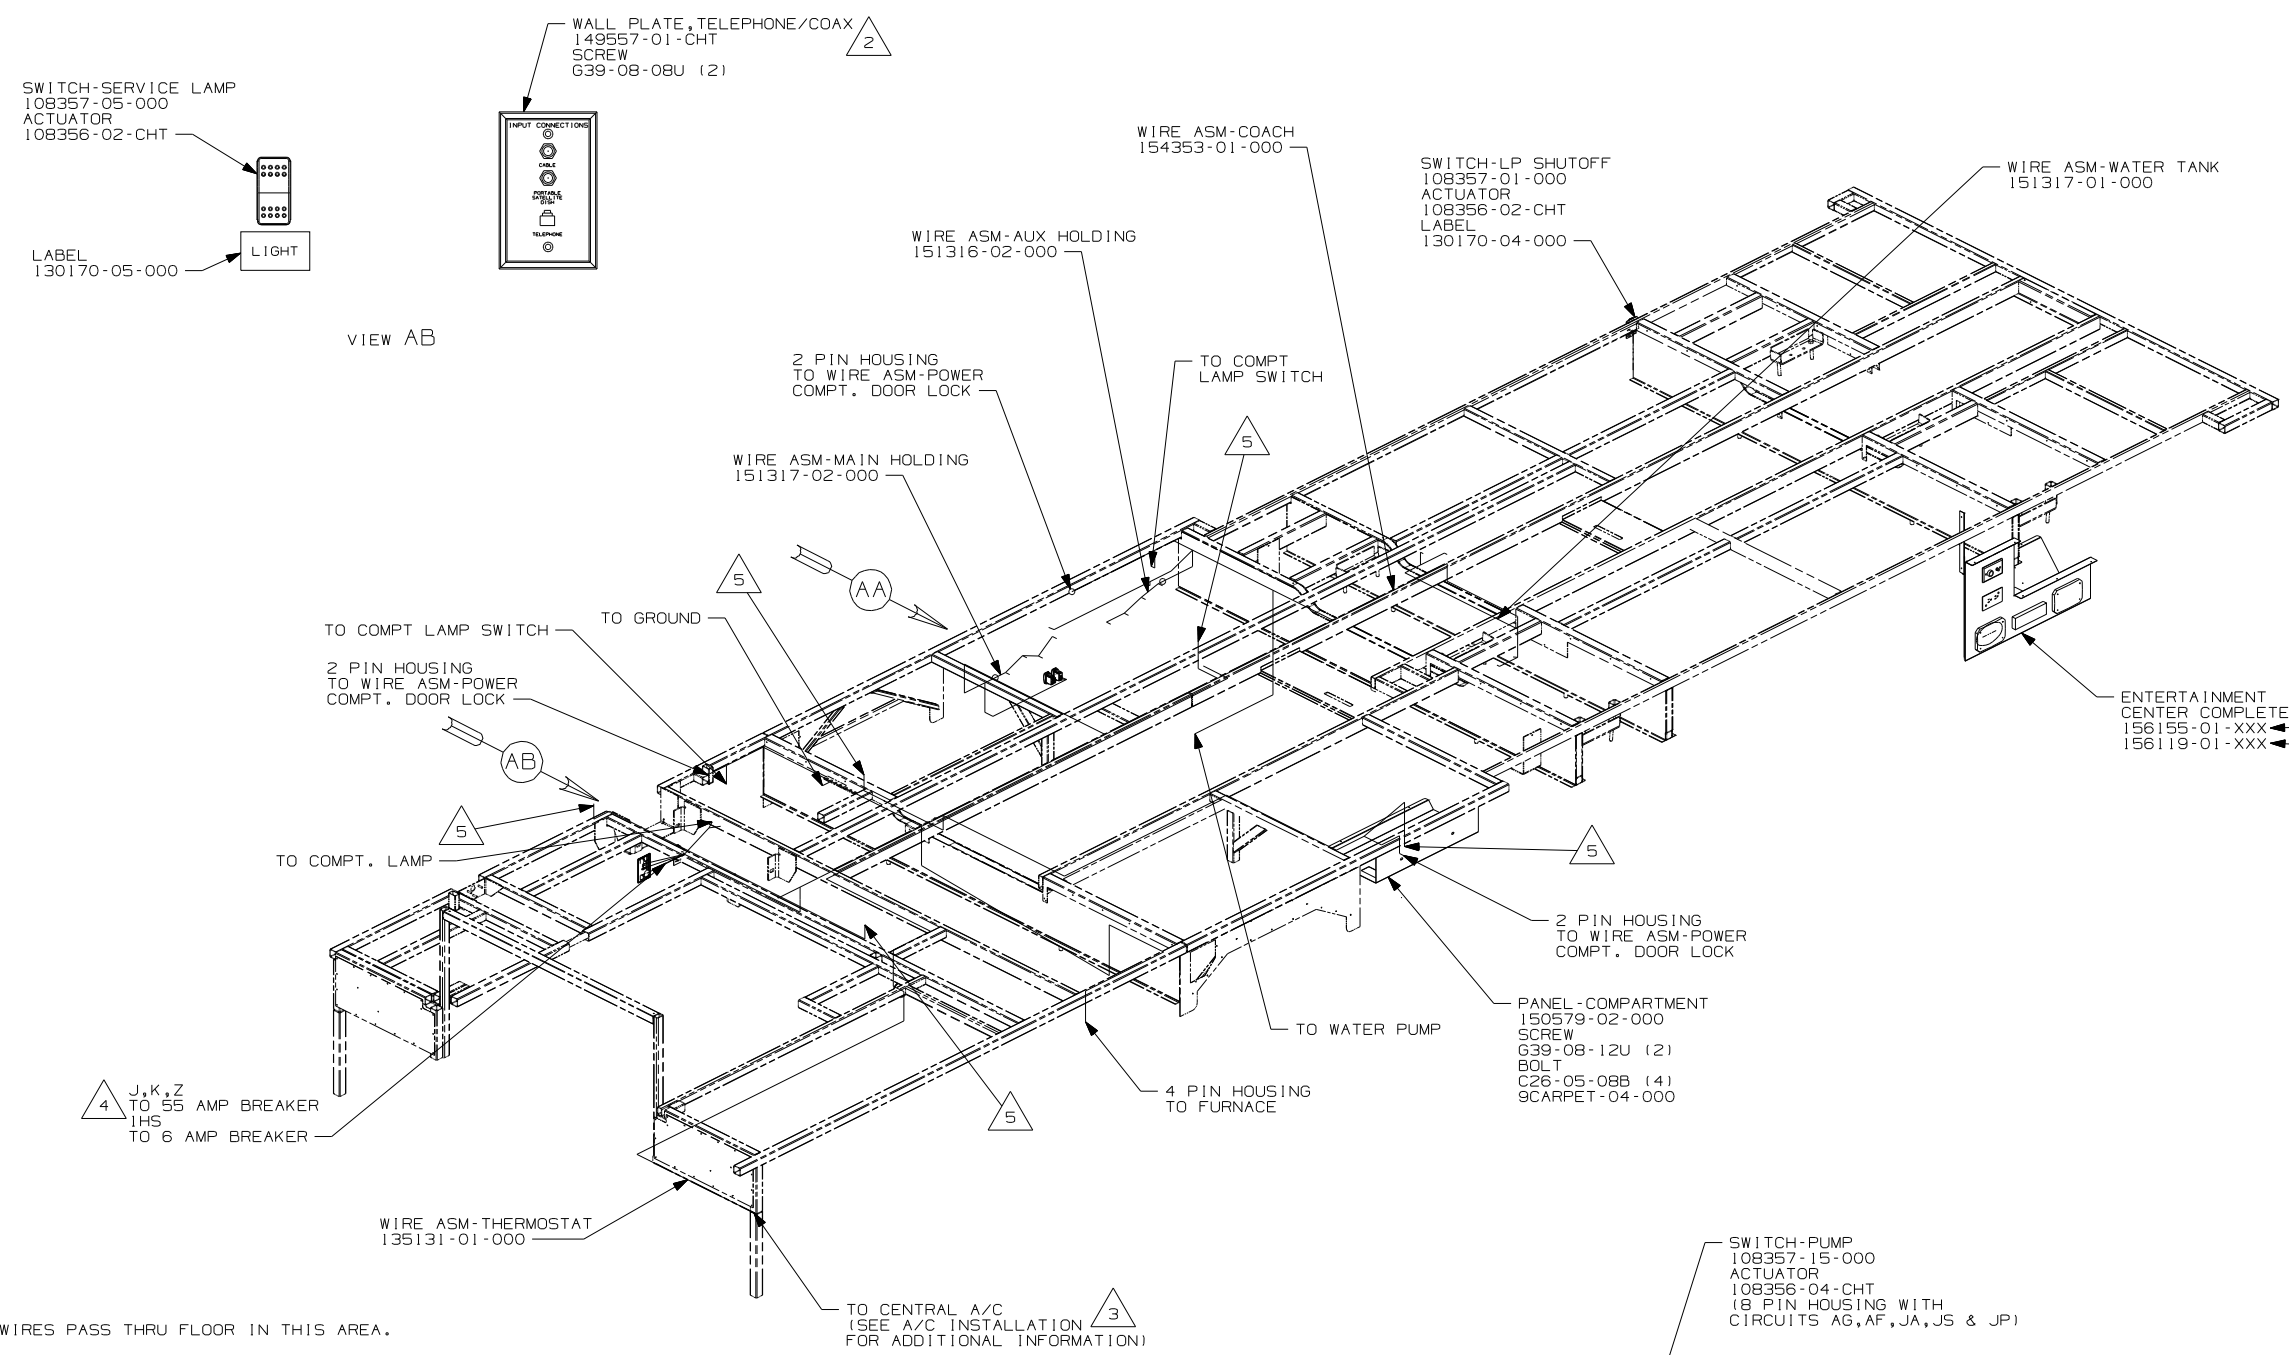 WALL PLATE,TELEPHONE/COAX
149557-01-CHT
SCREW
G39-08-08U (2)
2
SWITCH-SERVICE LAMP
108357-05-000
ACTUATOR
108356-02-CHT
LABEL
130170-05-000
LIGHT
INPUT CONNECTIONS
CABLE
PORTABLE
SATELLITE
DISH
TELEPHONE
VIEW AB
WIRE ASM-COACH
154353-01-000
SWITCH-LP SHUTOFF
108357-01-000
ACTUATOR
108356-02-CHT
LABEL
130170-04-000
WIRE ASM-WATER TANK
151317-01-000
WIRE ASM-AUX HOLDING
151316-02-000
2 PIN HOUSING
TO WIRE ASM-POWER
COMPT. DOOR LOCK
TO COMPT
LAMP SWITCH
5
WIRE ASM-MAIN HOLDING
151317-02-000
5
AA
TO GROUND
TO COMPT LAMP SWITCH
2 PIN HOUSING
TO WIRE ASM-POWER
COMPT. DOOR LOCK
AB
5
TO COMPT. LAMP
ENTERTAINMENT
CENTER COMPLETE
156155-01-XXX
156119-01-XXX
5
2 PIN HOUSING
TO WIRE ASM-POWER
COMPT. DOOR LOCK
PANEL-COMPARTMENT
150579-02-000
SCREW
G39-08-12U (2)
BOLT
C26-05-08B (4)
9CARPET-04-000
TO WATER PUMP
4 PIN HOUSING
TO FURNACE
5
4
J,K,Z
TO 55 AMP BREAKER
1HS
TO 6 AMP BREAKER
WIRE ASM-THERMOSTAT
135131-01-000
TO CENTRAL A/C
(SEE A/C INSTALLATION
FOR ADDITIONAL INFORMATION)
3
SWITCH-PUMP
108357-15-000
ACTUATOR
108356-04-CHT
(8 PIN HOUSING WITH
CIRCUITS AG,AF,JA,JS & JP)
WIRES PASS THRU FLOOR IN THIS AREA.